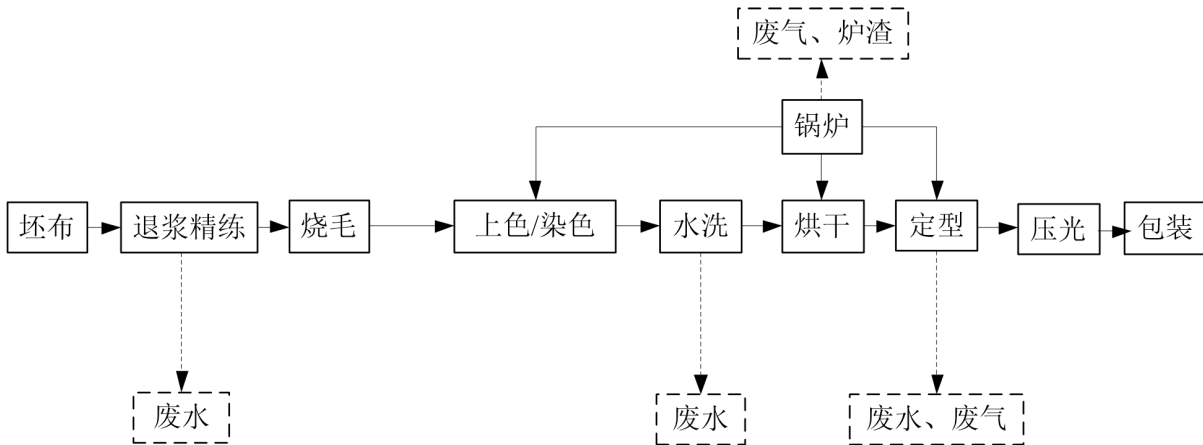 废气、炉渣
锅炉
坯布
退浆精练
烧毛
上色/染色
水洗
烘干
定型
压光
包装
废水
废水
废水、废气